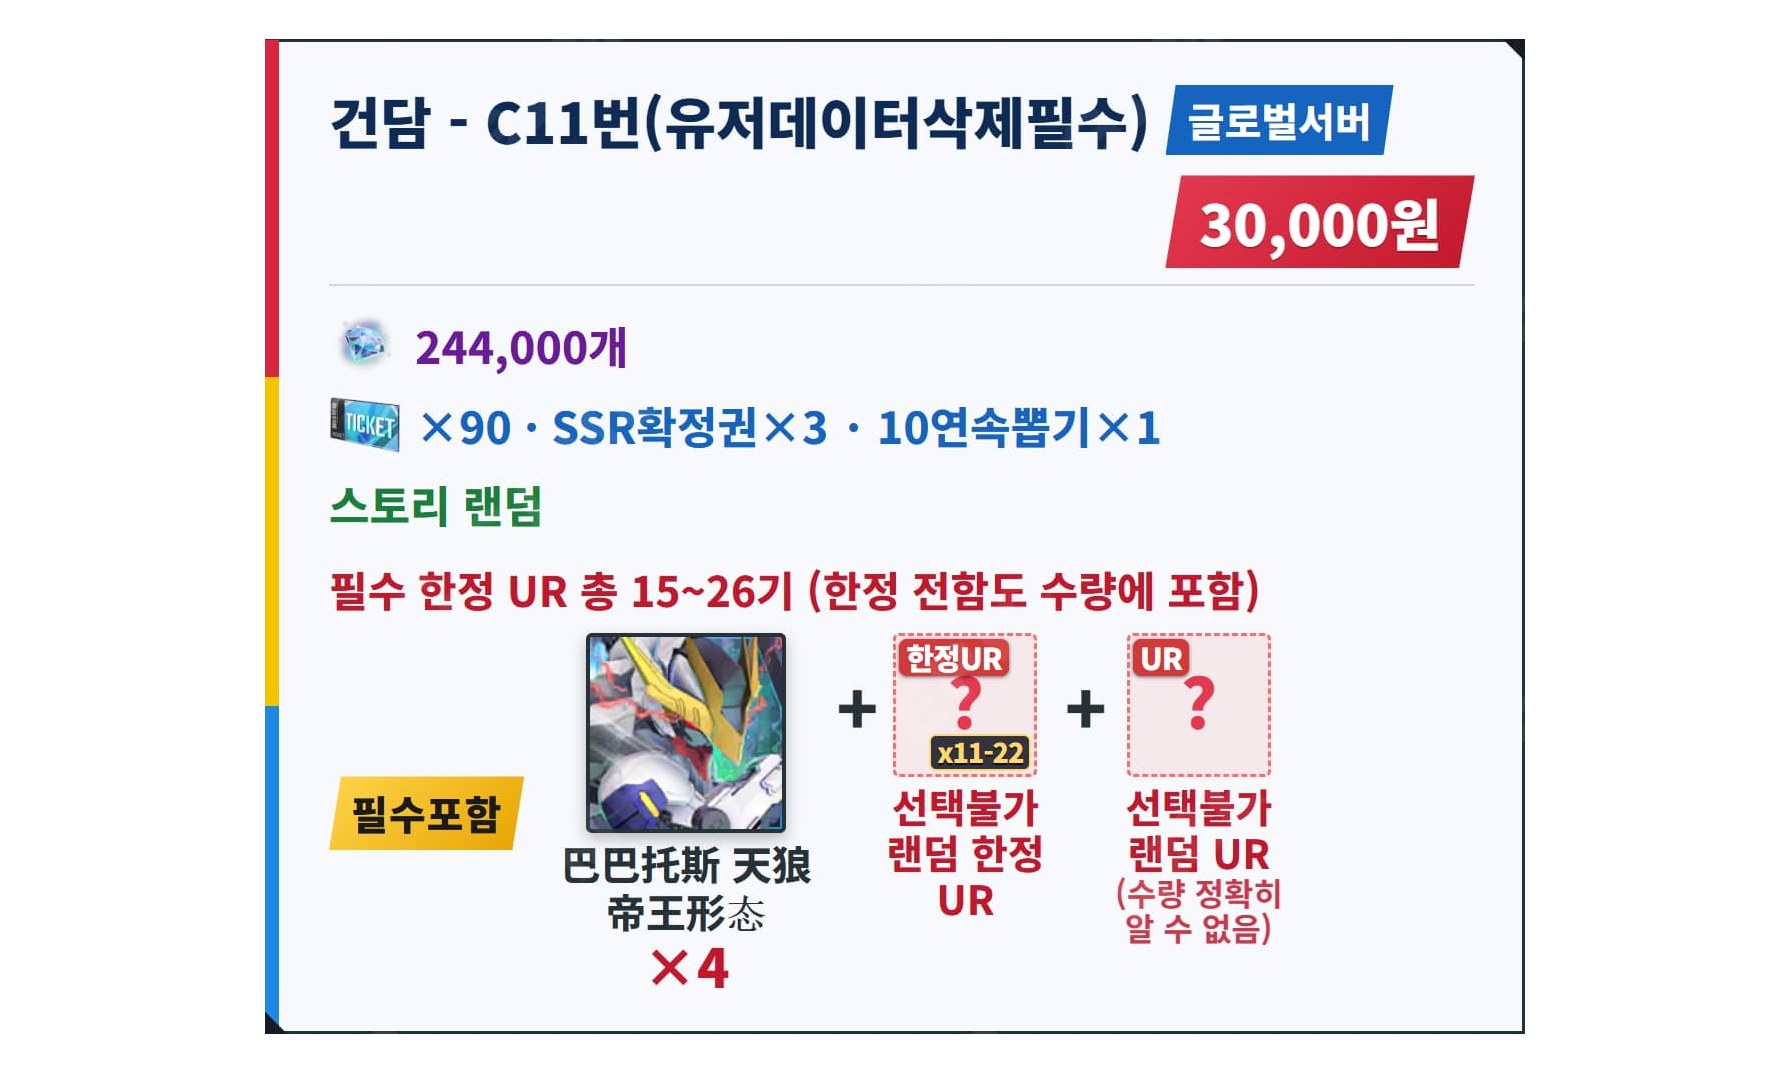 건담 - C11번(유저데이터삭제필수) 글로벌서버
30,000원
244,000개
TICKET ×90 · SSR확정권×3 · 10연속뽑기×1
스토리 랜덤
필수 한정 UR 총 15~26기 (한정 전함도 수량에 포함)
필수포함
巴巴托斯 天狼
帝王形态
×4
+
한정UR
?
x11-22
선택불가
랜덤 한정
UR
+
UR
?
선택불가
랜덤 UR
(수량 정확히
알 수 없음)